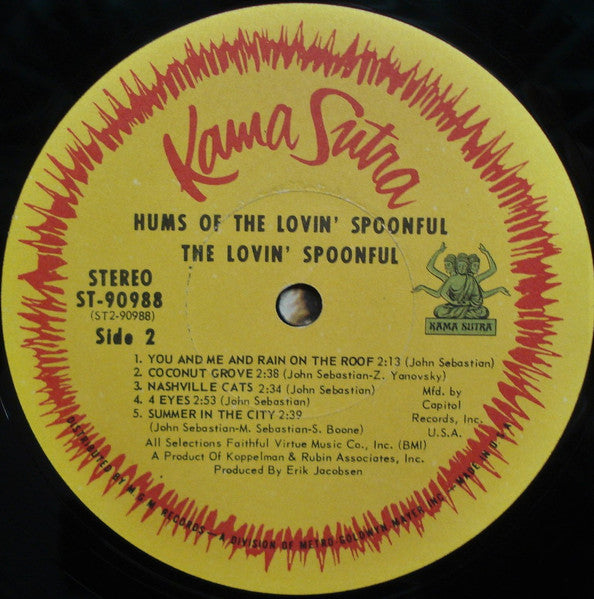 Kama Sutra
HUMS OF THE LOVIN' SPOONFUL
THE LOVIN' SPOONFUL
STEREO
ST-90988
(ST2-90988)
Side 2
KAMA SUTRA
1. YOU AND ME AND RAIN ON THE ROOF 2:13 (John Sebastian)
2. COCONUT GROVE 2:38 (John Sebastian-Z. Yanovsky)
3. NASHVILLE CATS 2:34 (John Sebastian)
4. 4 EYES 2:53 (John Sebastian)
5. SUMMER IN THE CITY 2:39
(John Sebastian-M. Sebastian-S. Boone)
Mfd. by
Capitol
Records, Inc.
U.S.A.
All Selections Faithful Virtue Music Co., Inc. (BMI)
A Product Of Koppelman & Rubin Associates, Inc.
Produced By Erik Jacobsen
DISTRIBUTED BY M.G.M. RECORDS – A DIVISION OF METRO GOLDWYN MAYER INC. – MADE IN U.S.A.